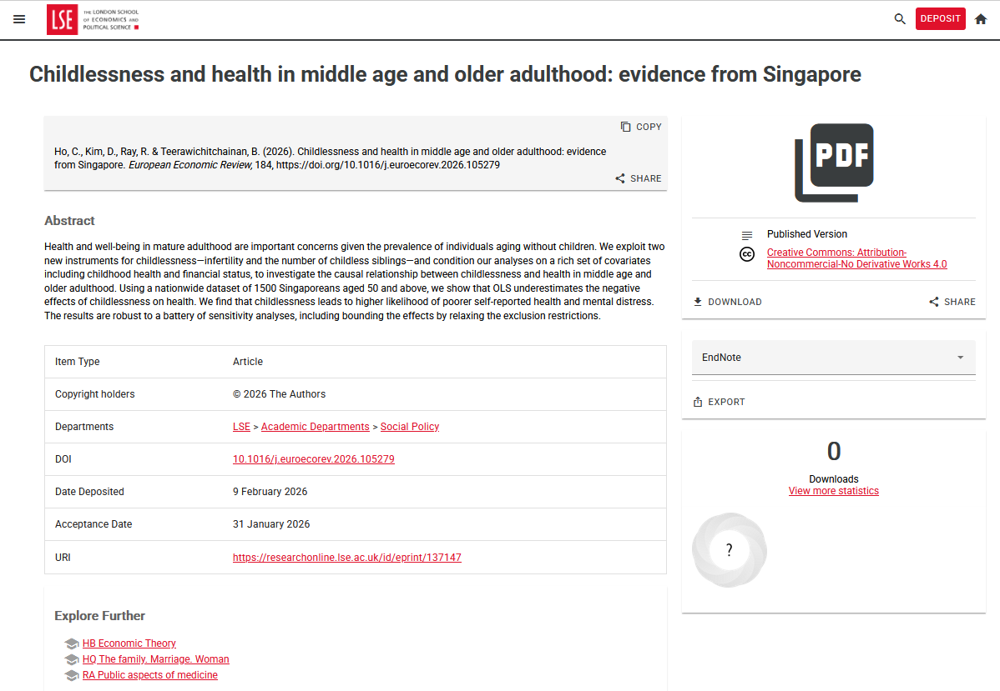 LSE
THE LONDON SCHOOL
OF ECONOMICS AND
POLITICAL SCIENCE
DEPOSIT
Childlessness and health in middle age and older adulthood: evidence from Singapore
COPY
Ho, C., Kim, D., Ray, R. & Teerawichitchainan, B. (2026). Childlessness and health in middle age and older adulthood: evidence
from Singapore. European Economic Review, 184, https://doi.org/10.1016/j.euroecorev.2026.105279
SHARE
Abstract
Health and well-being in mature adulthood are important concerns given the prevalence of individuals aging without children. We exploit two
new instruments for childlessness—infertility and the number of childless siblings—and condition our analyses on a rich set of covariates
including childhood health and financial status, to investigate the causal relationship between childlessness and health in middle age and
older adulthood. Using a nationwide dataset of 1500 Singaporeans aged 50 and above, we show that OLS underestimates the negative
effects of childlessness on health. We find that childlessness leads to higher likelihood of poorer self-reported health and mental distress.
The results are robust to a battery of sensitivity analyses, including bounding the effects by relaxing the exclusion restrictions.
Item Type Article
Copyright holders © 2026 The Authors
Departments LSE > Academic Departments > Social Policy
DOI 10.1016/j.euroecorev.2026.105279
Date Deposited 9 February 2026
Acceptance Date 31 January 2026
URI https://researchonline.lse.ac.uk/id/eprint/137147
Explore Further
HB Economic Theory
HQ The family. Marriage. Woman
RA Public aspects of medicine
PDF
Published Version
cc
Creative Commons: Attribution-
Noncommercial-No Derivative Works 4.0
DOWNLOAD SHARE
EndNote
EXPORT
0
Downloads
View more statistics
?